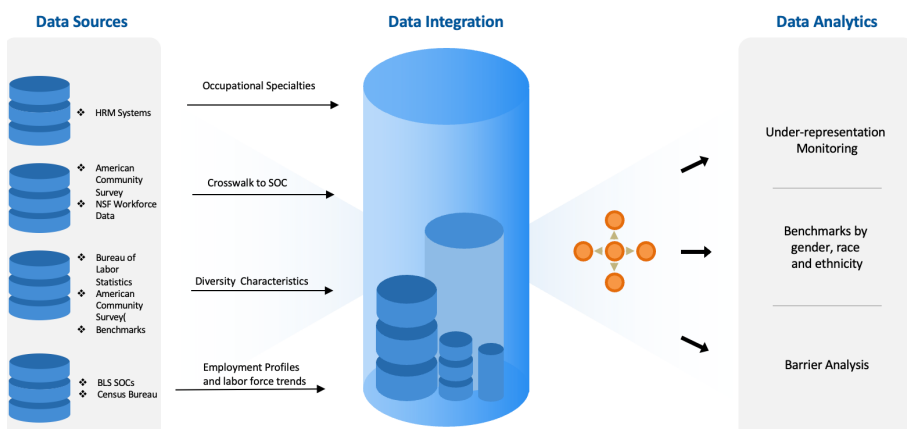 Data Sources
Data Integration
Data Analytics
❖ HRM Systems
❖ American
Community
Survey
❖ NSF Workforce
Data
❖ Bureau of
Labor
Statistics
❖ American
Community
Survey(
❖ Benchmarks
❖ BLS SOCs
❖ Census Bureau
Occupational Specialties
Crosswalk to SOC
Diversity Characteristics
Employment Profiles
and labor force trends
Under-representation
Monitoring
Benchmarks by
gender, race
and ethnicity
Barrier Analysis